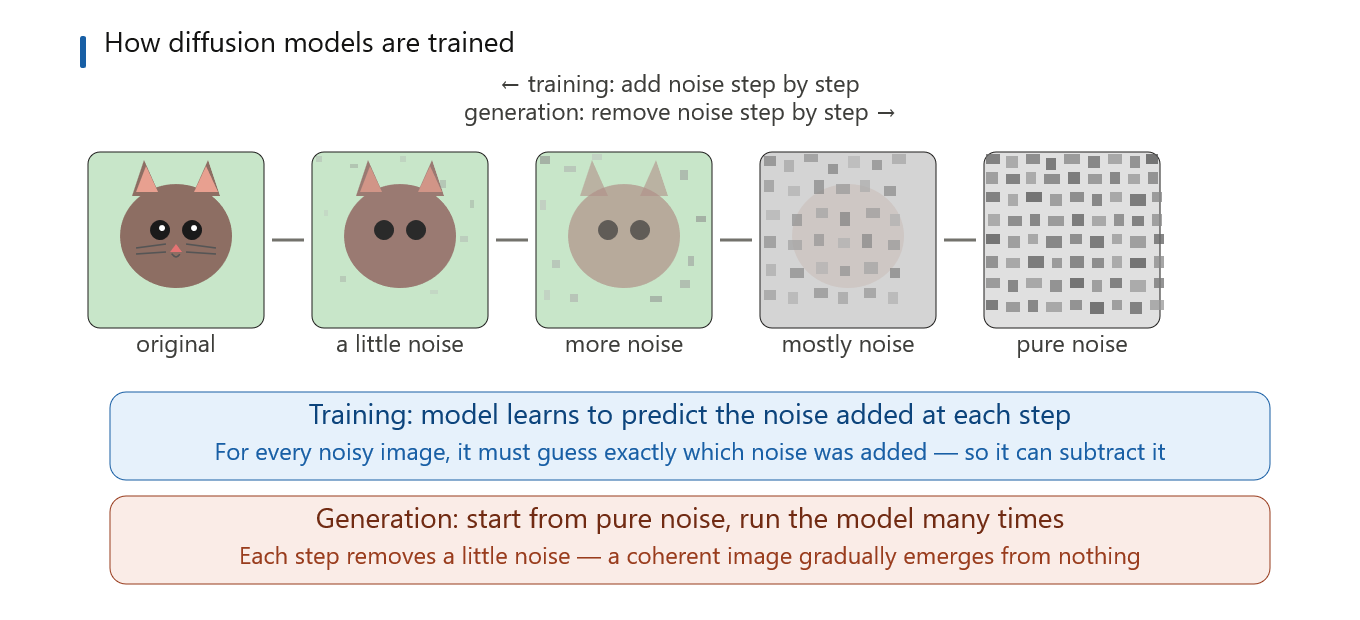 How diffusion models are trained
← training: add noise step by step
generation: remove noise step by step →
original
a little noise
more noise
mostly noise
pure noise
Training: model learns to predict the noise added at each step
For every noisy image, it must guess exactly which noise was added — so it can subtract it
Generation: start from pure noise, run the model many times
Each step removes a little noise — a coherent image gradually emerges from nothing